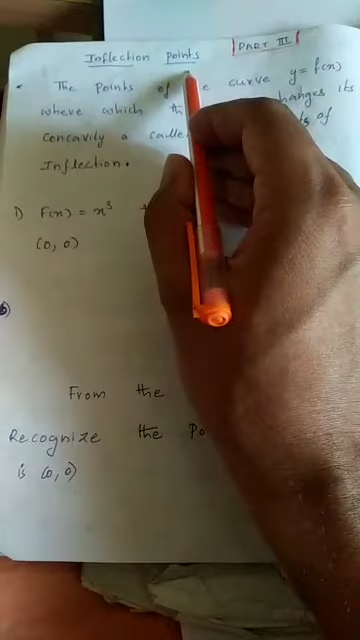 Inflection points PART III
* The points of e curve y = f(x)
where which th changes its
concavity a calle s of
Inflection.
1) F(x) = x³
(0, 0)
From the
Recognize the Po
is (0, 0)